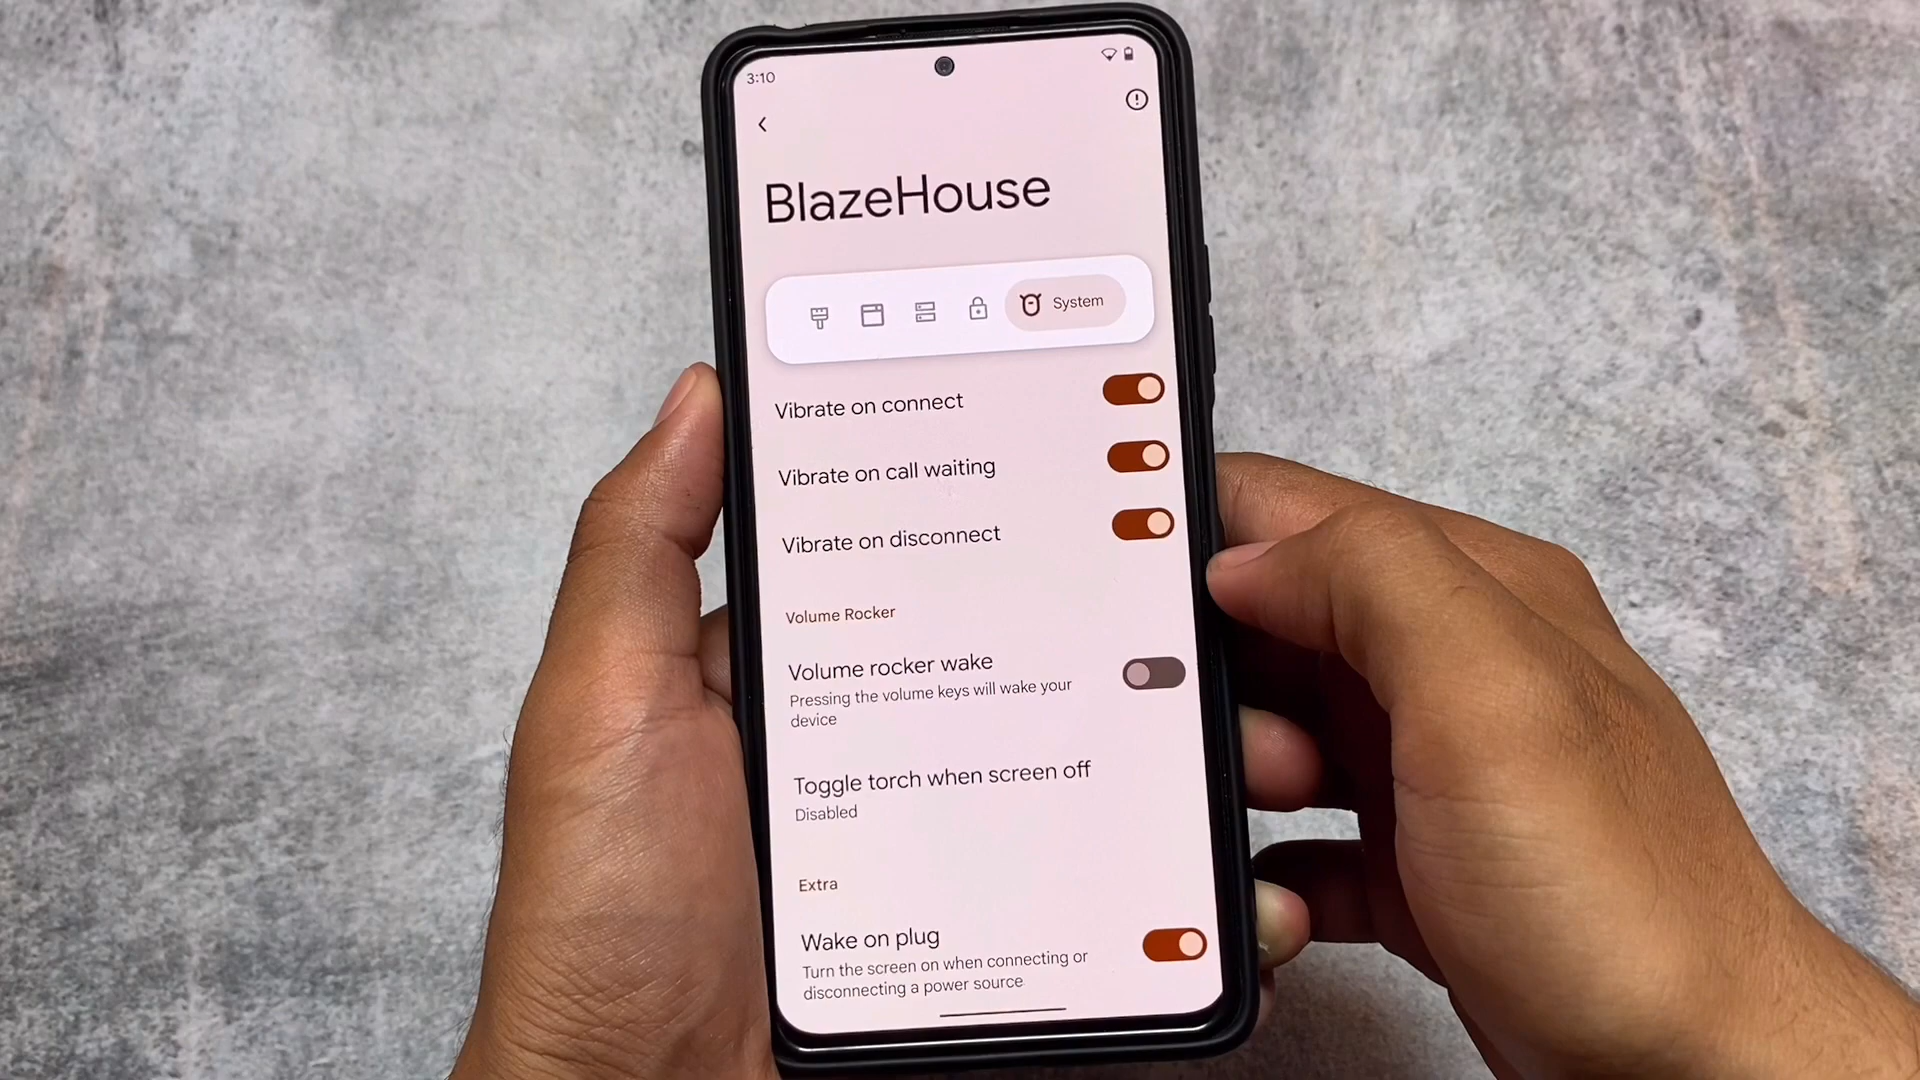 3:10
BlazeHouse
System
Vibrate on connect
Vibrate on call waiting
Vibrate on disconnect
Volume Rocker
Volume rocker wake
Pressing the volume keys will wake your
device
Toggle torch when screen off
Disabled
Extra
Wake on plug
Turn the screen on when connecting or
disconnecting a power source